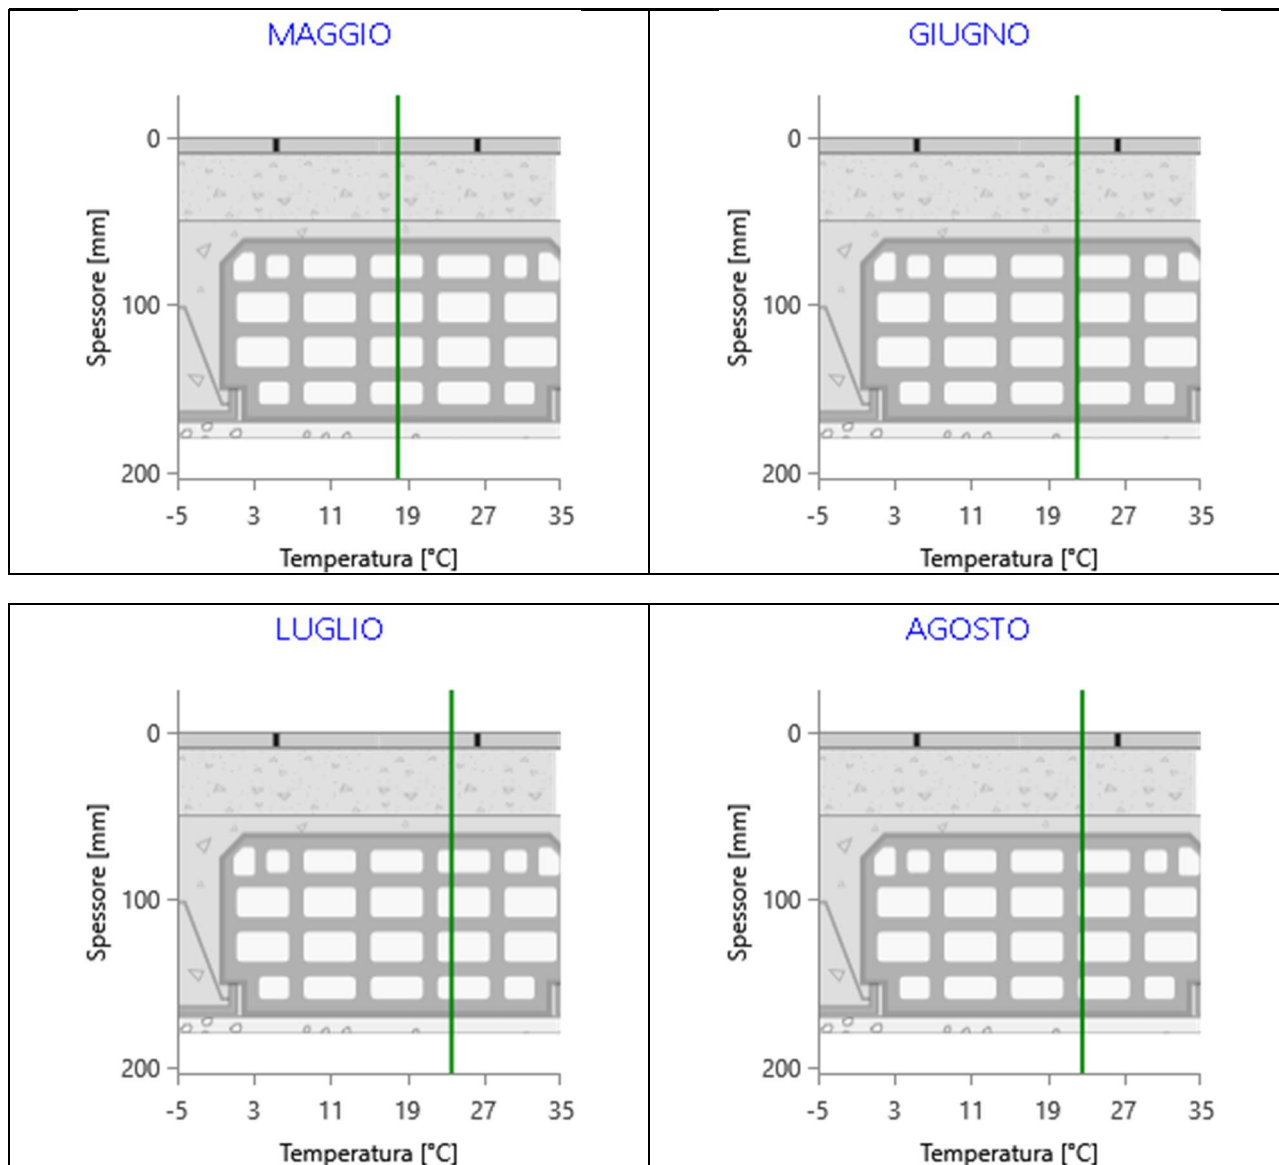 MAGGIO
0
100
200
Spessore [mm]
-5 3 11 19 27 35
Temperatura [°C]
GIUGNO
0
100
200
Spessore [mm]
-5 3 11 19 27 35
Temperatura [°C]
LUGLIO
0
100
200
Spessore [mm]
-5 3 11 19 27 35
Temperatura [°C]
AGOSTO
0
100
200
Spessore [mm]
-5 3 11 19 27 35
Temperatura [°C]